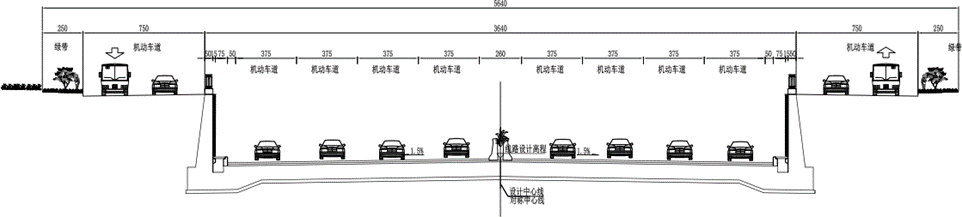 5640
250 750 3640 750 250
绿带 机动车道 50 15 75 50 375 375 375 375 260 375 375 375 375 50 75 15 50 机动车道 绿带
机动车道 机动车道 机动车道 机动车道 机动车道 机动车道 机动车道 机动车道
1.5% 线路设计高程 1.5%
设计中心线
对称中心线